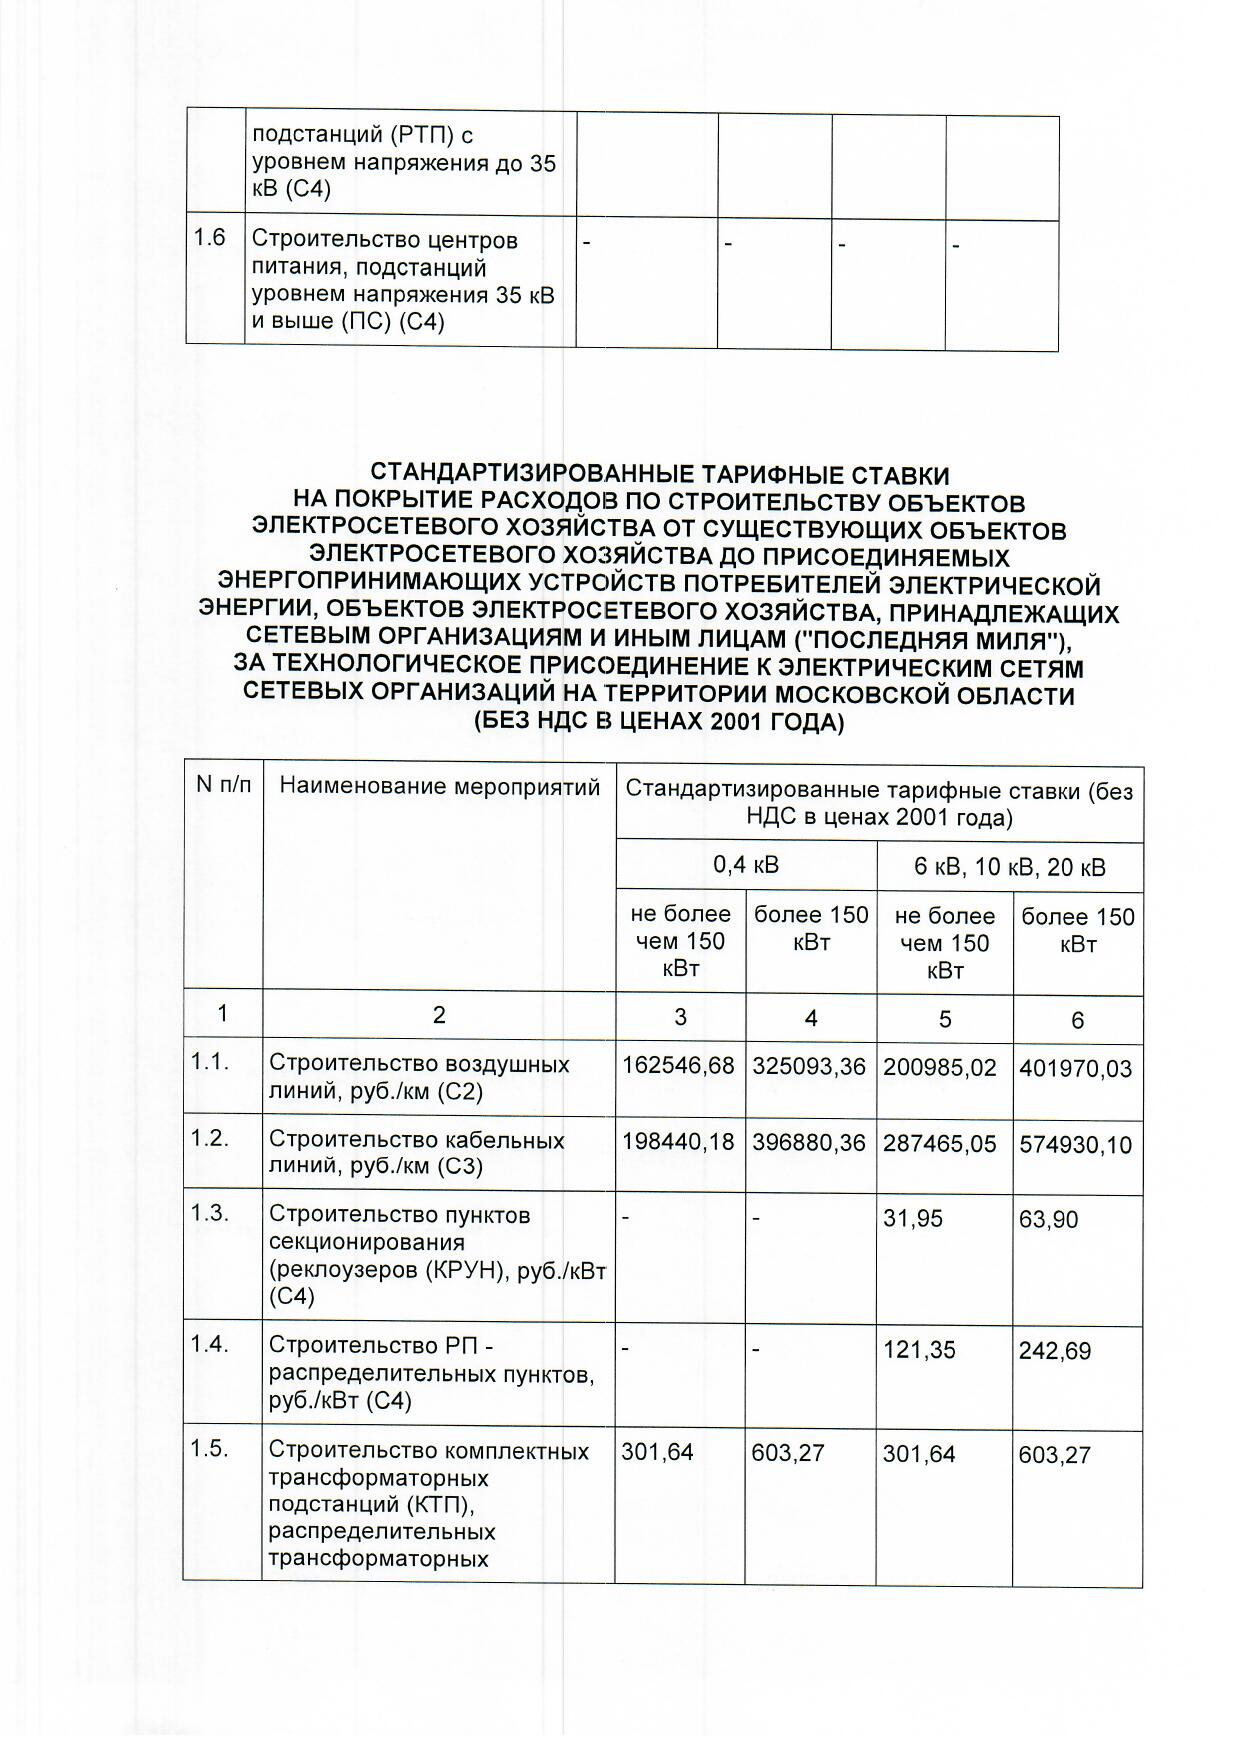 подстанций (РТП) с
уровнем напряжения до 35
кВ (С4)
1.6 Строительство центров - - - -
питания, подстанций
уровнем напряжения 35 кВ
и выше (ПС) (С4)
СТАНДАРТИЗИРОВАННЫЕ ТАРИФНЫЕ СТАВКИ
НА ПОКРЫТИЕ РАСХОДОВ ПО СТРОИТЕЛЬСТВУ ОБЪЕКТОВ
ЭЛЕКТРОСЕТЕВОГО ХОЗЯЙСТВА ОТ СУЩЕСТВУЮЩИХ ОБЪЕКТОВ
ЭЛЕКТРОСЕТЕВОГО ХОЗЯЙСТВА ДО ПРИСОЕДИНЯЕМЫХ
ЭНЕРГОПРИНИМАЮЩИХ УСТРОЙСТВ ПОТРЕБИТЕЛЕЙ ЭЛЕКТРИЧЕСКОЙ
ЭНЕРГИИ, ОБЪЕКТОВ ЭЛЕКТРОСЕТЕВОГО ХОЗЯЙСТВА, ПРИНАДЛЕЖАЩИХ
СЕТЕВЫМ ОРГАНИЗАЦИЯМ И ИНЫМ ЛИЦАМ ("ПОСЛЕДНЯЯ МИЛЯ"),
ЗА ТЕХНОЛОГИЧЕСКОЕ ПРИСОЕДИНЕНИЕ К ЭЛЕКТРИЧЕСКИМ СЕТЯМ
СЕТЕВЫХ ОРГАНИЗАЦИЙ НА ТЕРРИТОРИИ МОСКОВСКОЙ ОБЛАСТИ
(БЕЗ НДС В ЦЕНАХ 2001 ГОДА)
N п/п Наименование мероприятий Стандартизированные тарифные ставки (без
НДС в ценах 2001 года)
0,4 кВ 6 кВ, 10 кВ, 20 кВ
не более более 150 не более более 150
чем 150 кВт чем 150 кВт
кВт кВт
1 2 3 4 5 6
1.1. Строительство воздушных 162546,68 325093,36 200985,02 401970,03
линий, руб./км (С2)
1.2. Строительство кабельных 198440,18 396880,36 287465,05 574930,10
линий, руб./км (С3)
1.3. Строительство пунктов - - 31,95 63,90
секционирования
(реклоузеров (КРУН), руб./кВт
(С4)
1.4. Строительство РП - - - 121,35 242,69
распределительных пунктов,
руб./кВт (С4)
1.5. Строительство комплектных 301,64 603,27 301,64 603,27
трансформаторных
подстанций (КТП),
распределительных
трансформаторных